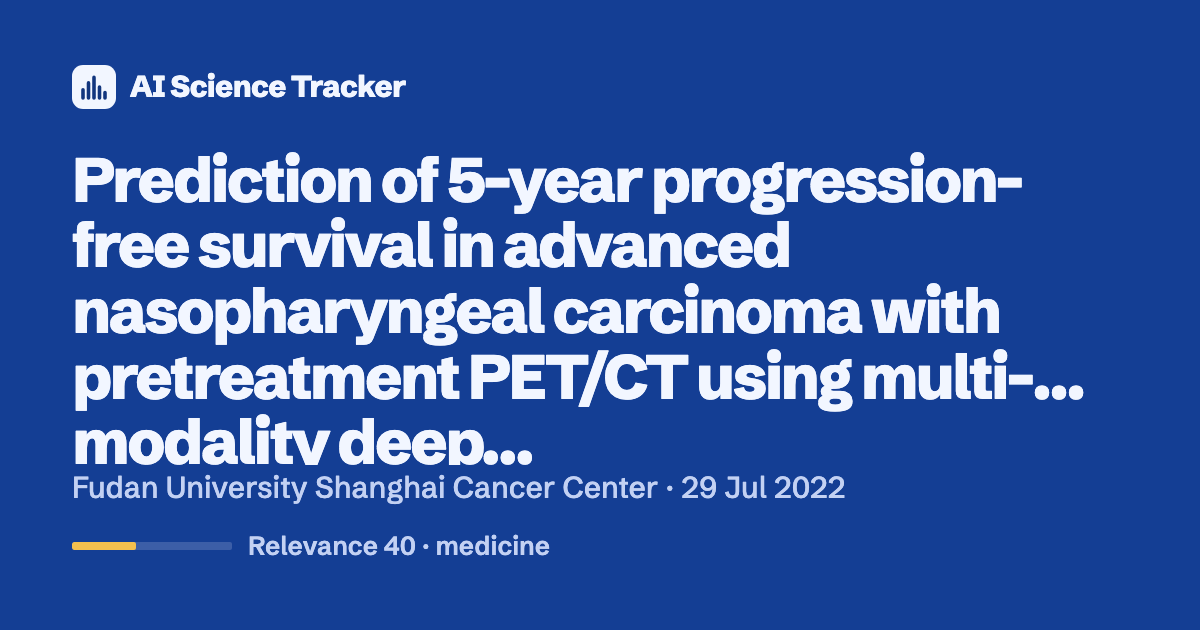 AI Science Tracker
Prediction of 5-year progression-
free survival in advanced
nasopharyngeal carcinoma with
pretreatment PET/CT using multi-...
modality deep...
Fudan University Shanghai Cancer Center · 29 Jul 2022
Relevance 40 · medicine